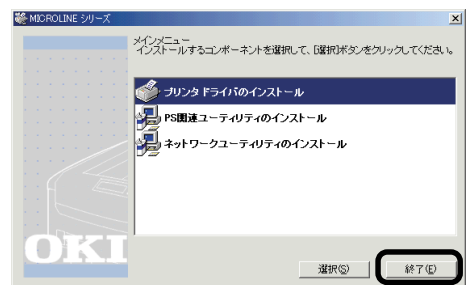 MICROLINE シリーズ
メインメニュー
インストールするコンポーネントを選択して、[選択]ボタンをクリックしてください。
プリンタドライバのインストール
PS関連ユーティリティのインストール
ネットワークユーティリティのインストール
OKI
選択(S)
終了(E)